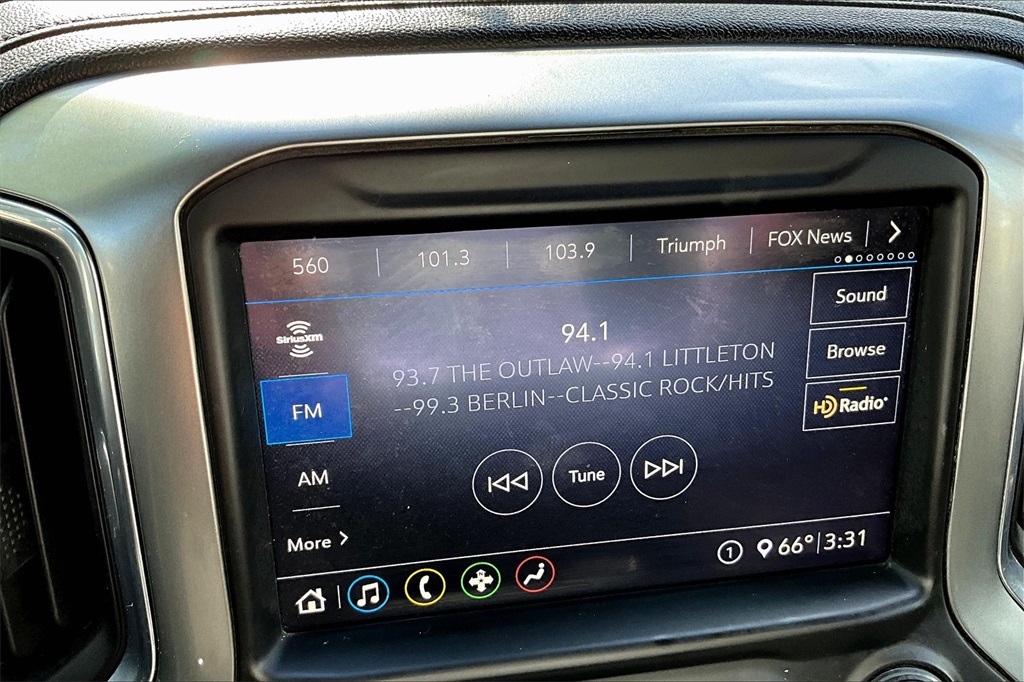 560 101.3 103.9 Triumph FOX News
SiriusXM
94.1
Sound
93.7 THE OUTLAW--94.1 LITTLETON
--99.3 BERLIN--CLASSIC ROCK/HITS
Browse
FM
HD Radio
AM
Tune
More
1 66° 3:31